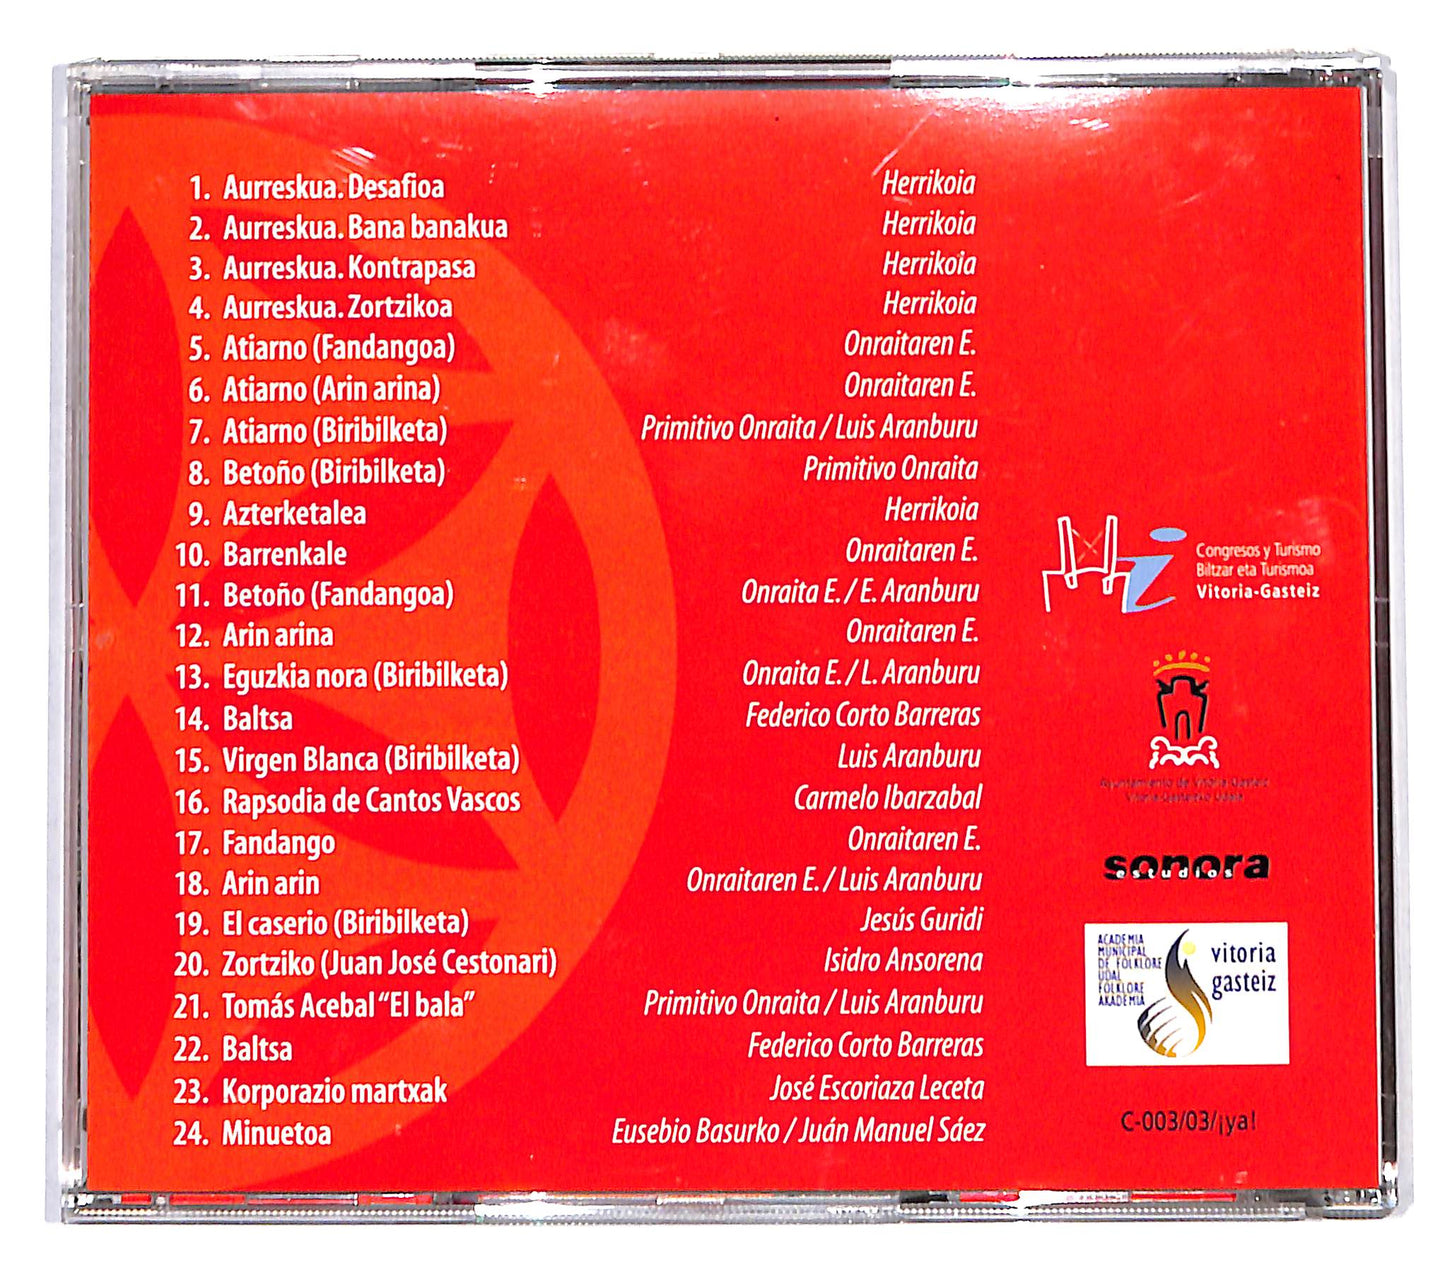 1. Aurreskua. Desafioa Herrikoia
2. Aurreskua. Bana banakua Herrikoia
3. Aurreskua. Kontrapasa Herrikoia
4. Aurreskua. Zortzikoa Herrikoia
5. Atiarno (Fandangoa) Onraitaren E.
6. Atiarno (Arin arina) Onraitaren E.
7. Atiarno (Biribilketa) Primitivo Onraita / Luis Aranburu
8. Betoño (Biribilketa) Primitivo Onraita
9. Azterketalea Herrikoia
10. Barrenkale Onraitaren E.
11. Betoño (Fandangoa) Onraita E. / E. Aranburu
12. Arin arina Onraitaren E.
13. Eguzkia nora (Biribilketa) Onraita E. / L. Aranburu
14. Baltsa Federico Corto Barreras
15. Virgen Blanca (Biribilketa) Luis Aranburu
16. Rapsodia de Cantos Vascos Carmelo Ibarzabal
17. Fandango Onraitaren E.
18. Arin arin Onraitaren E. / Luis Aranburu
19. El caserio (Biribilketa) Jesús Guridi
20. Zortziko (Juan José Cestonari) Isidro Ansorena
21. Tomás Acebal "El bala" Primitivo Onraita / Luis Aranburu
22. Baltsa Federico Corto Barreras
23. Korporazio martxak José Escoriaza Leceta
24. Minuetoa Eusebio Basurko / Juán Manuel Sáez
Congresos y Turismo
Biltzar eta Turismoa
Vitoria-Gasteiz
Ayuntamiento de Vitoria-Gasteiz
Vitoria-Gasteizko Udala
sonora
estudios
ACADEMIA
MUNICIPAL
DE FOLKLORE
UDAL
FOLKLORE
AKADEMIA
vitoria
gasteiz
C-003/03/¡ya!